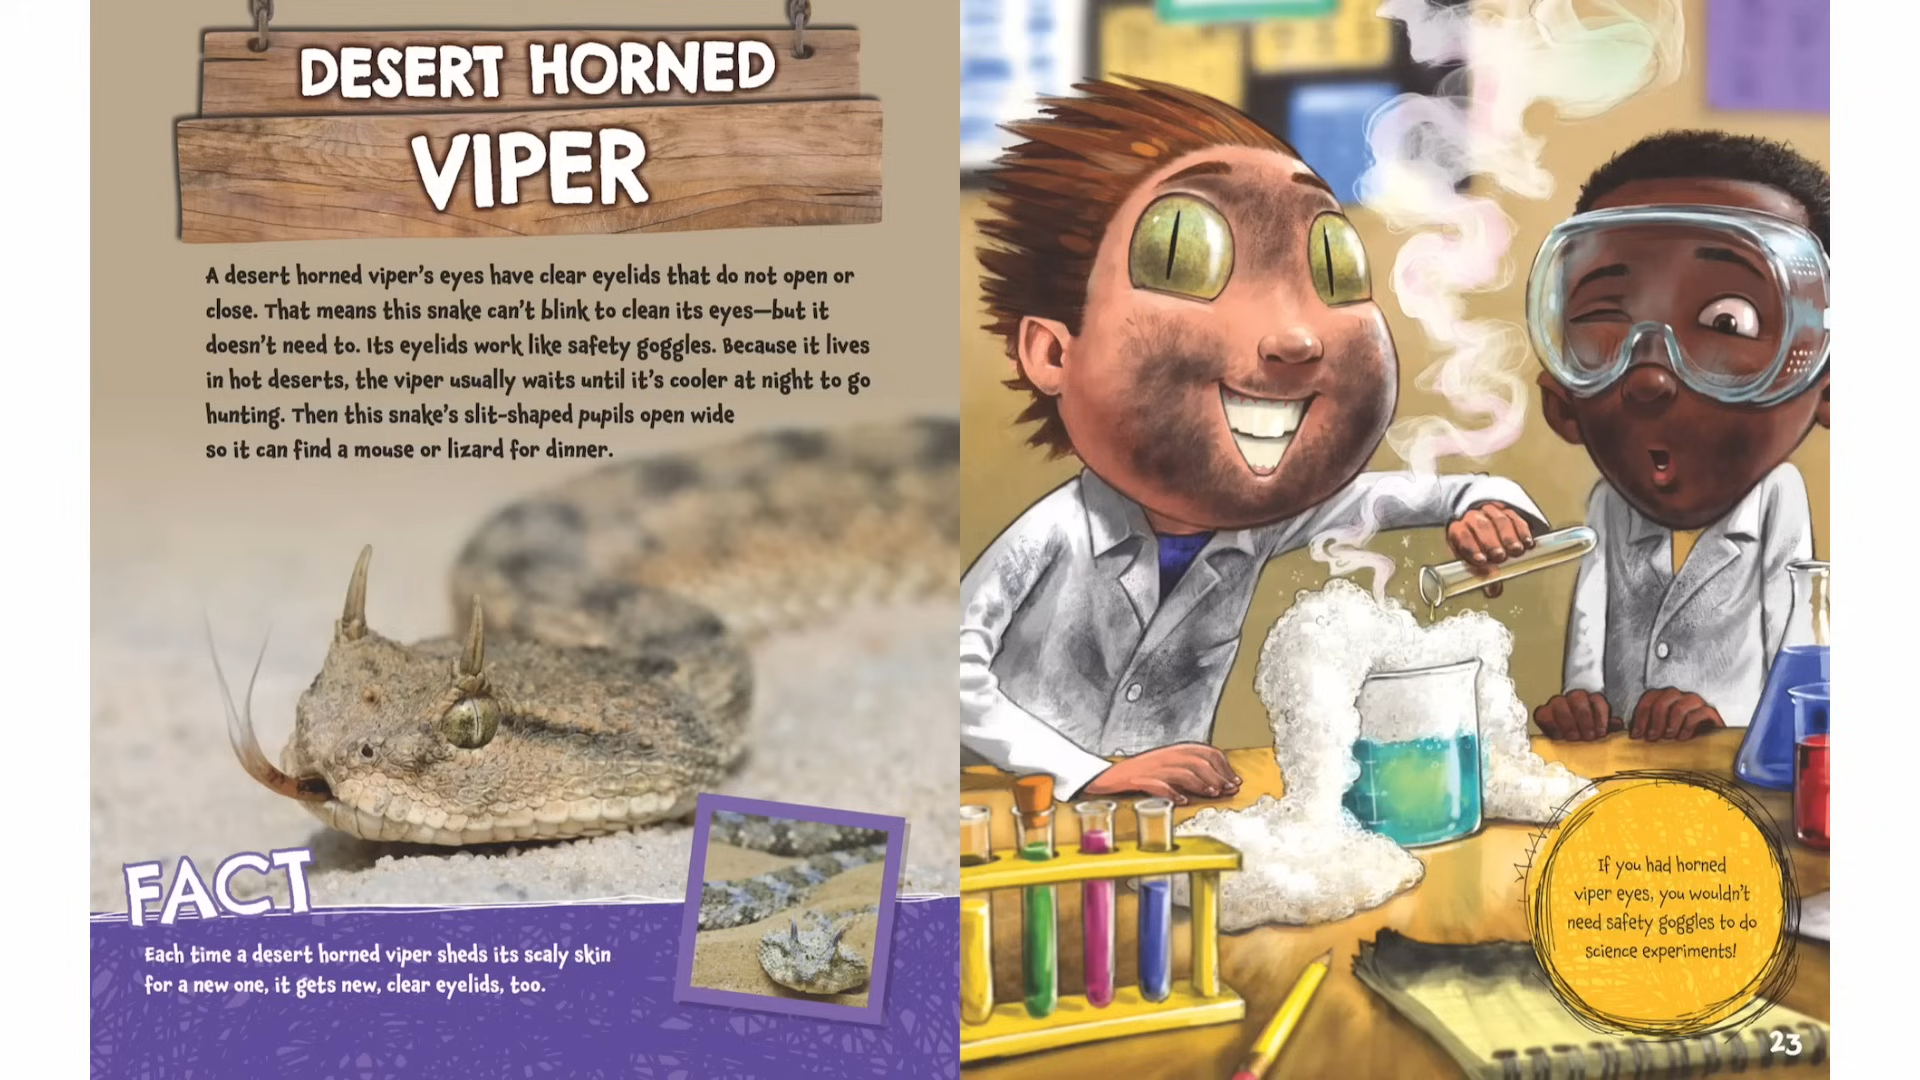 DESERT HORNED
VIPER
A desert horned viper's eyes have clear eyelids that do not open or
close. That means this snake can't blink to clean its eyes—but it
doesn't need to. Its eyelids work like safety goggles. Because it lives
in hot deserts, the viper usually waits until it's cooler at night to go
hunting. Then this snake's slit-shaped pupils open wide
so it can find a mouse or lizard for dinner.
FACT
Each time a desert horned viper sheds its scaly skin
for a new one, it gets new, clear eyelids, too.
If you had horned
viper eyes, you wouldn't
need safety goggles to do
science experiments!
23